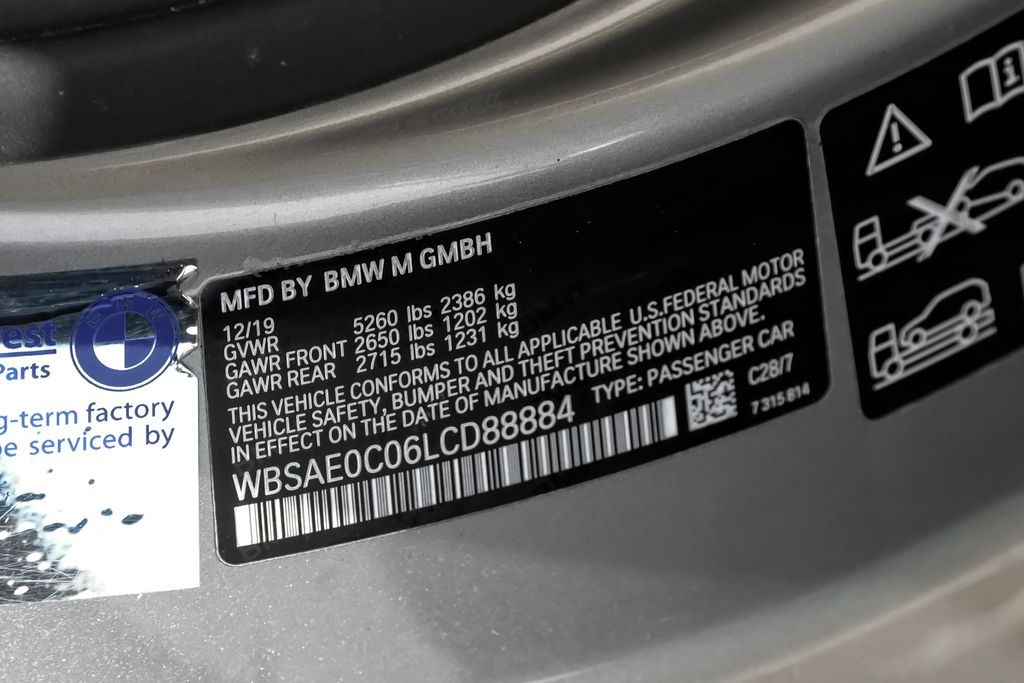 MFD BY BMW M GMBH
12/19
GVWR 5260 lbs 2386 kg
GAWR FRONT 2650 lbs 1202 kg
GAWR REAR 2715 lbs 1231 kg
THIS VEHICLE CONFORMS TO ALL APPLICABLE U.S.FEDERAL MOTOR
VEHICLE SAFETY, BUMPER AND THEFT PREVENTION STANDARDS
IN EFFECT ON THE DATE OF MANUFACTURE SHOWN ABOVE.
WBSAE0C06LCD88884 TYPE: PASSENGER CAR
C28/7
7 315 814
est
Parts
g-term factory
be serviced by
BMW